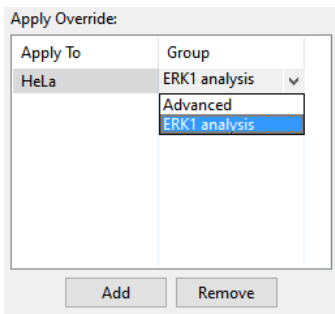 Apply Override:
Apply To Group
HeLa ERK1 analysis
Advanced
ERK1 analysis
Add Remove